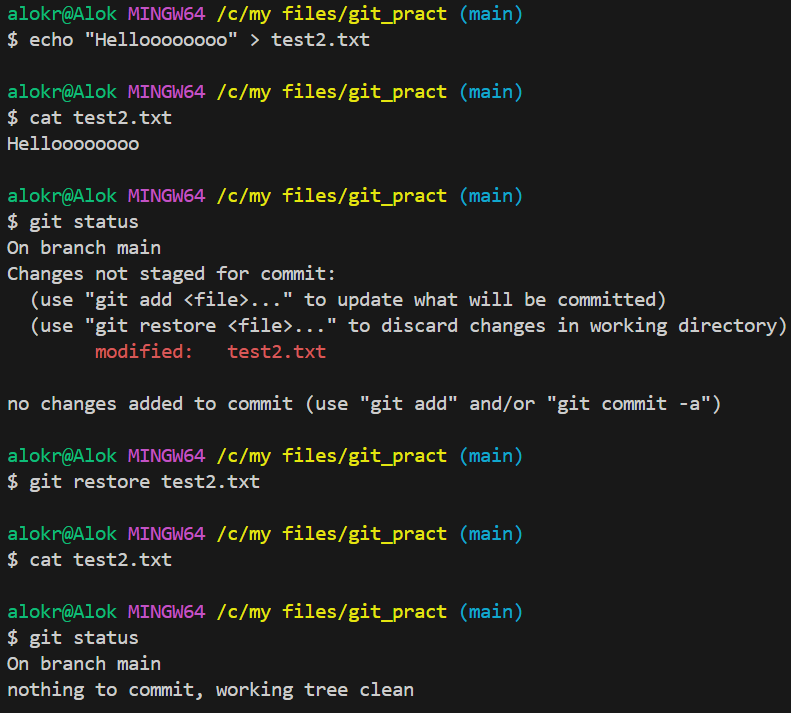 alokr@Alok MINGW64 /c/my files/git_pract (main)
$ echo "Helloooooooo" > test2.txt
alokr@Alok MINGW64 /c/my files/git_pract (main)
$ cat test2.txt
Helloooooooo
alokr@Alok MINGW64 /c/my files/git_pract (main)
$ git status
On branch main
Changes not staged for commit:
  (use "git add <file>..." to update what will be committed)
  (use "git restore <file>..." to discard changes in working directory)
        modified:   test2.txt
no changes added to commit (use "git add" and/or "git commit -a")
alokr@Alok MINGW64 /c/my files/git_pract (main)
$ git restore test2.txt
alokr@Alok MINGW64 /c/my files/git_pract (main)
$ cat test2.txt
alokr@Alok MINGW64 /c/my files/git_pract (main)
$ git status
On branch main
nothing to commit, working tree clean